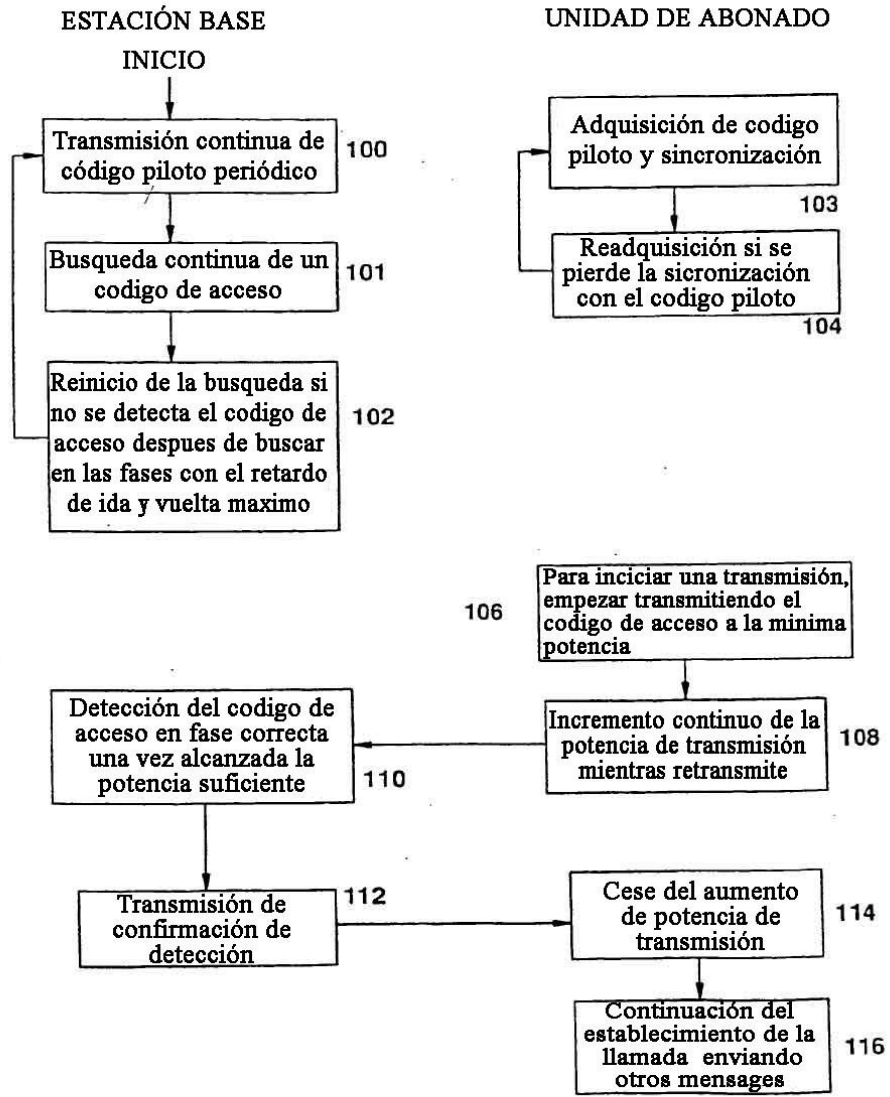 ESTACIÓN BASE
INICIO
Transmisión continua de
código piloto periódico
100
Busqueda continua de un
codigo de acceso
101
Reinicio de la busqueda si
no se detecta el codigo de
acceso despues de buscar
en las fases con el retardo
de ida y vuelta maximo
102
UNIDAD DE ABONADO
Adquisición de codigo
piloto y sincronización
103
Readquisición si se
pierde la sicronización
con el codigo piloto
104
106
Para inciciar una transmisión,
empezar transmitiendo el
codigo de acceso a la minima
potencia
Incremento continuo de la
potencia de transmisión
mientras retransmite
108
Detección del codigo de
acceso en fase correcta
una vez alcanzada la
potencia suficiente
110
Transmisión de
confirmación de
detección
112
Cese del aumento
de potencia de
transmisión
114
Continuación del
establecimiento de la
llamada enviando
otros mensages
116